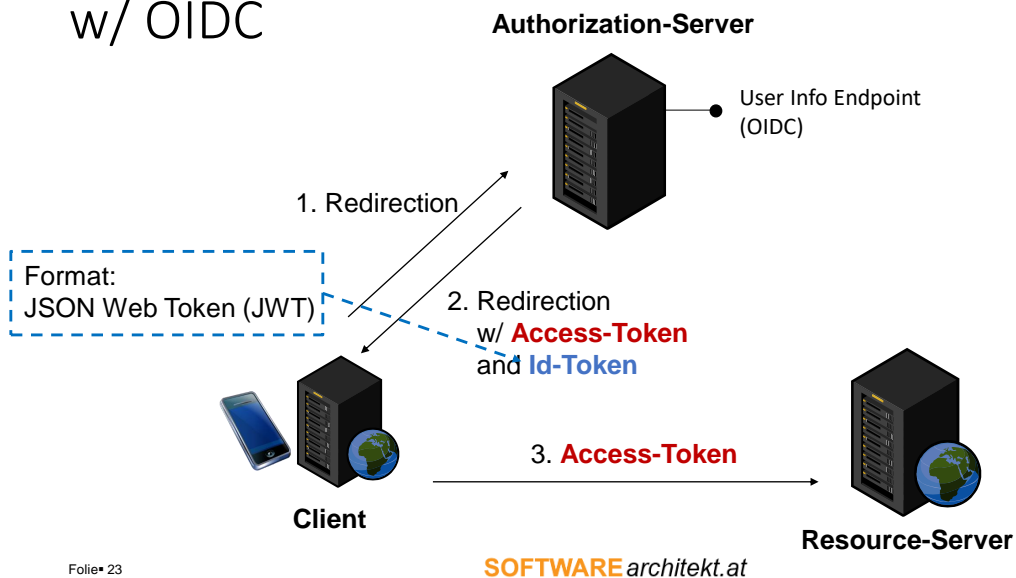 w/ OIDC
Authorization-Server
User Info Endpoint
(OIDC)
1. Redirection
Format:
JSON Web Token (JWT)
2. Redirection
w/ Access-Token
and Id-Token
3. Access-Token
Client
Resource-Server
Folie▪ 23
SOFTWARE architekt.at